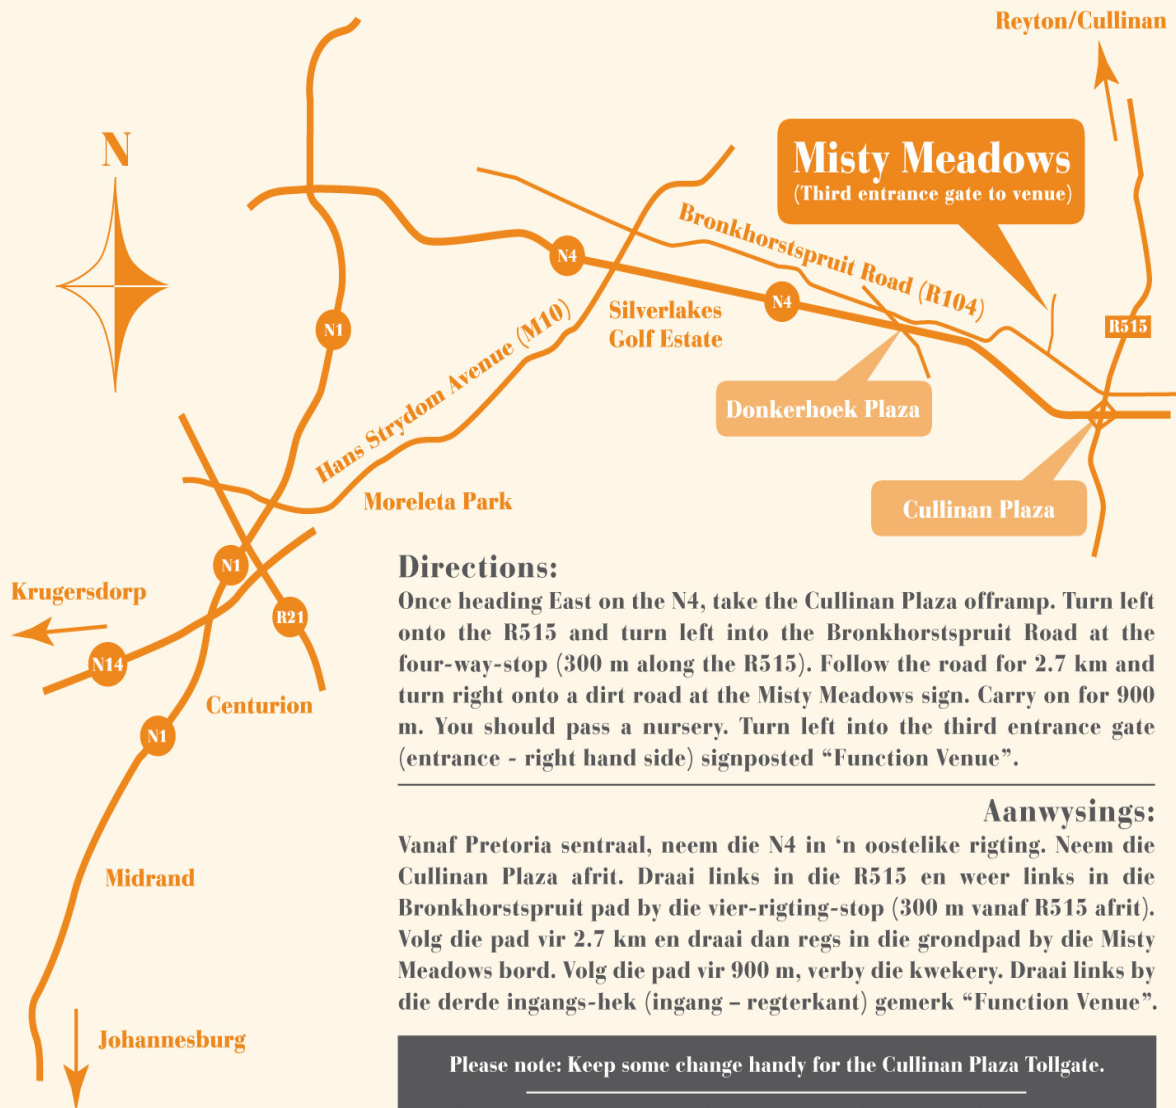 Reyton/Cullinan
N
Misty Meadows
(Third entrance gate to venue)
Bronkhorstspruit Road (R104)
N4
N4
Silverlakes
Golf Estate
N1
R515
Hans Strydom Avenue (M10)
Donkerhoek Plaza
Moreleta Park
Cullinan Plaza
N1
Krugersdorp
R21
N14
Centurion
N1
Midrand
Johannesburg
Directions:
Once heading East on the N4, take the Cullinan Plaza offramp. Turn left
onto the R515 and turn left into the Bronkhorstspruit Road at the
four-way-stop (300 m along the R515). Follow the road for 2.7 km and
turn right onto a dirt road at the Misty Meadows sign. Carry on for 900
m. You should pass a nursery. Turn left into the third entrance gate
(entrance - right hand side) signposted “Function Venue”.
Aanwysings:
Vanaf Pretoria sentraal, neem die N4 in ‘n oostelike rigting. Neem die
Cullinan Plaza afrit. Draai links in die R515 en weer links in die
Bronkhorstspruit pad by die vier-rigting-stop (300 m vanaf R515 afrit).
Volg die pad vir 2.7 km en draai dan regs in die grondpad by die Misty
Meadows bord. Volg die pad vir 900 m, verby die kwekery. Draai links by
die derde ingangs-hek (ingang – regterkant) gemerk “Function Venue”.
Please note: Keep some change handy for the Cullinan Plaza Tollgate.